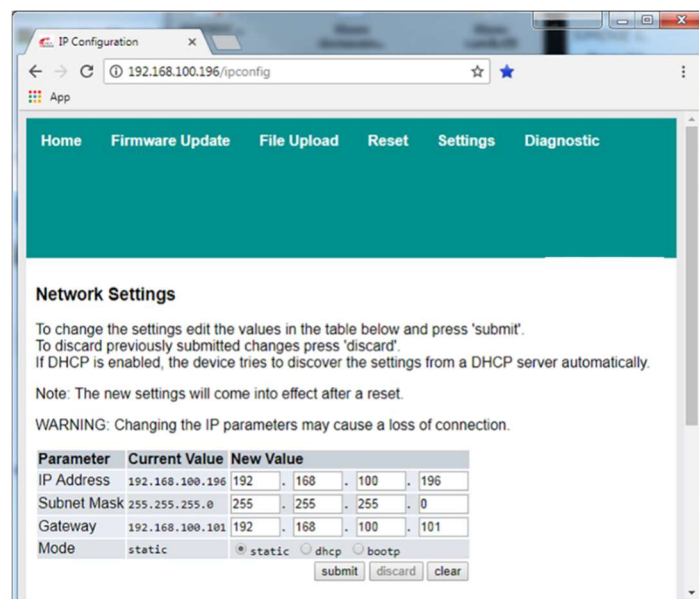 IP Configuration
192.168.100.196/ipconfig
App
Home Firmware Update File Upload Reset Settings Diagnostic
Network Settings
To change the settings edit the values in the table below and press 'submit'.
To discard previously submitted changes press 'discard'.
If DHCP is enabled, the device tries to discover the settings from a DHCP server automatically.
Note: The new settings will come into effect after a reset.
WARNING: Changing the IP parameters may cause a loss of connection.
Parameter Current Value New Value
IP Address 192.168.100.196 192 . 168 . 100 . 196
Subnet Mask 255.255.255.0 255 . 255 . 255 . 0
Gateway 192.168.100.101 192 . 168 . 100 . 101
Mode static static dhcp bootp
submit discard clear